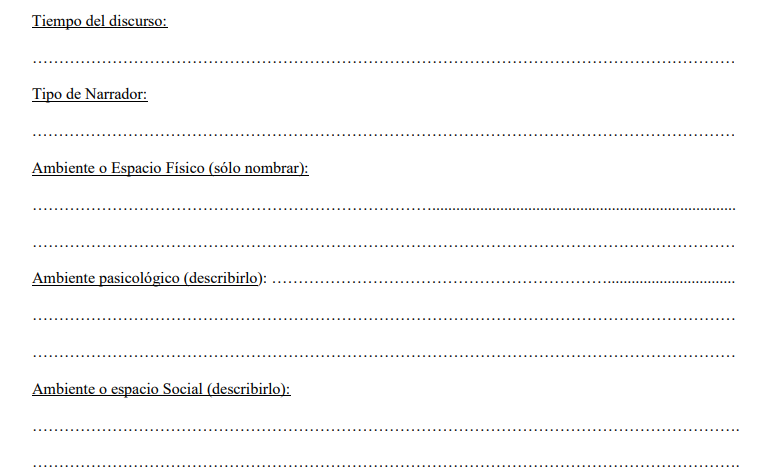 Tiempo del discurso:
………………………………………………………………………………………………………………………
Tipo de Narrador:
………………………………………………………………………………………………………………………
Ambiente o Espacio Físico (sólo nombrar):
…………………………………………………………………............................................................................
………………………………………………………………………………………………………………………
Ambiente pasicológico (describirlo): ………………………………………………………................................
………………………………………………………………………………………………………………………
………………………………………………………………………………………………………………………
Ambiente o espacio Social (describirlo):
……………………………………………………………………………………………………………………….
……………………………………………………………………………………………………………………….